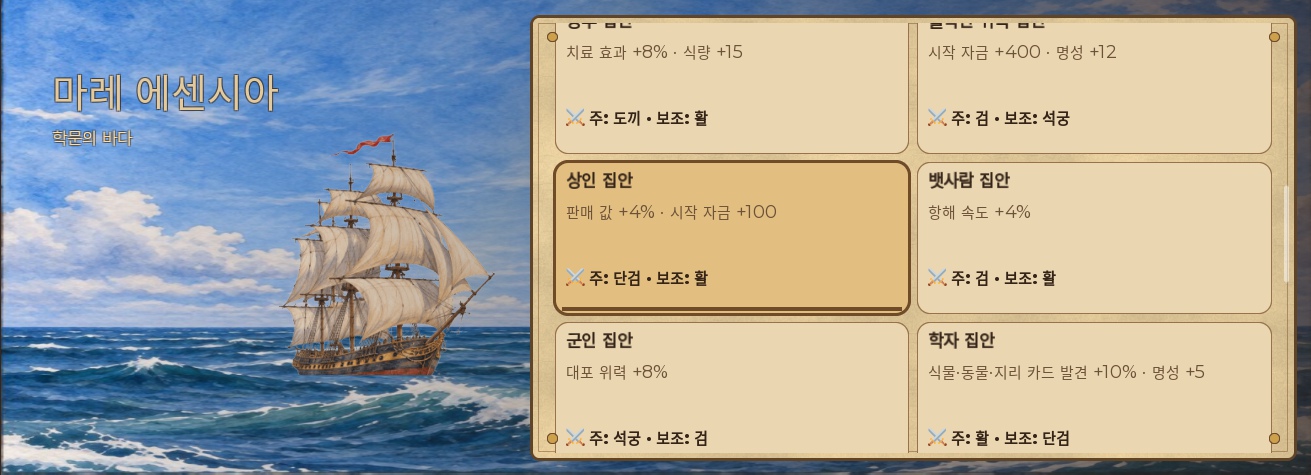 마레 에센시아
학문의 바다
치료 효과 +8% · 식량 +15
⚔️ 주: 도끼 • 보조: 활
시작 자금 +400 · 명성 +12
⚔️ 주: 검 • 보조: 석궁
상인 집안
판매 값 +4% · 시작 자금 +100
⚔️ 주: 단검 • 보조: 활
뱃사람 집안
항해 속도 +4%
⚔️ 주: 검 • 보조: 활
군인 집안
대포 위력 +8%
⚔️ 주: 석궁 • 보조: 검
학자 집안
식물·동물·지리 카드 발견 +10% · 명성 +5
⚔️ 주: 활 • 보조: 단검